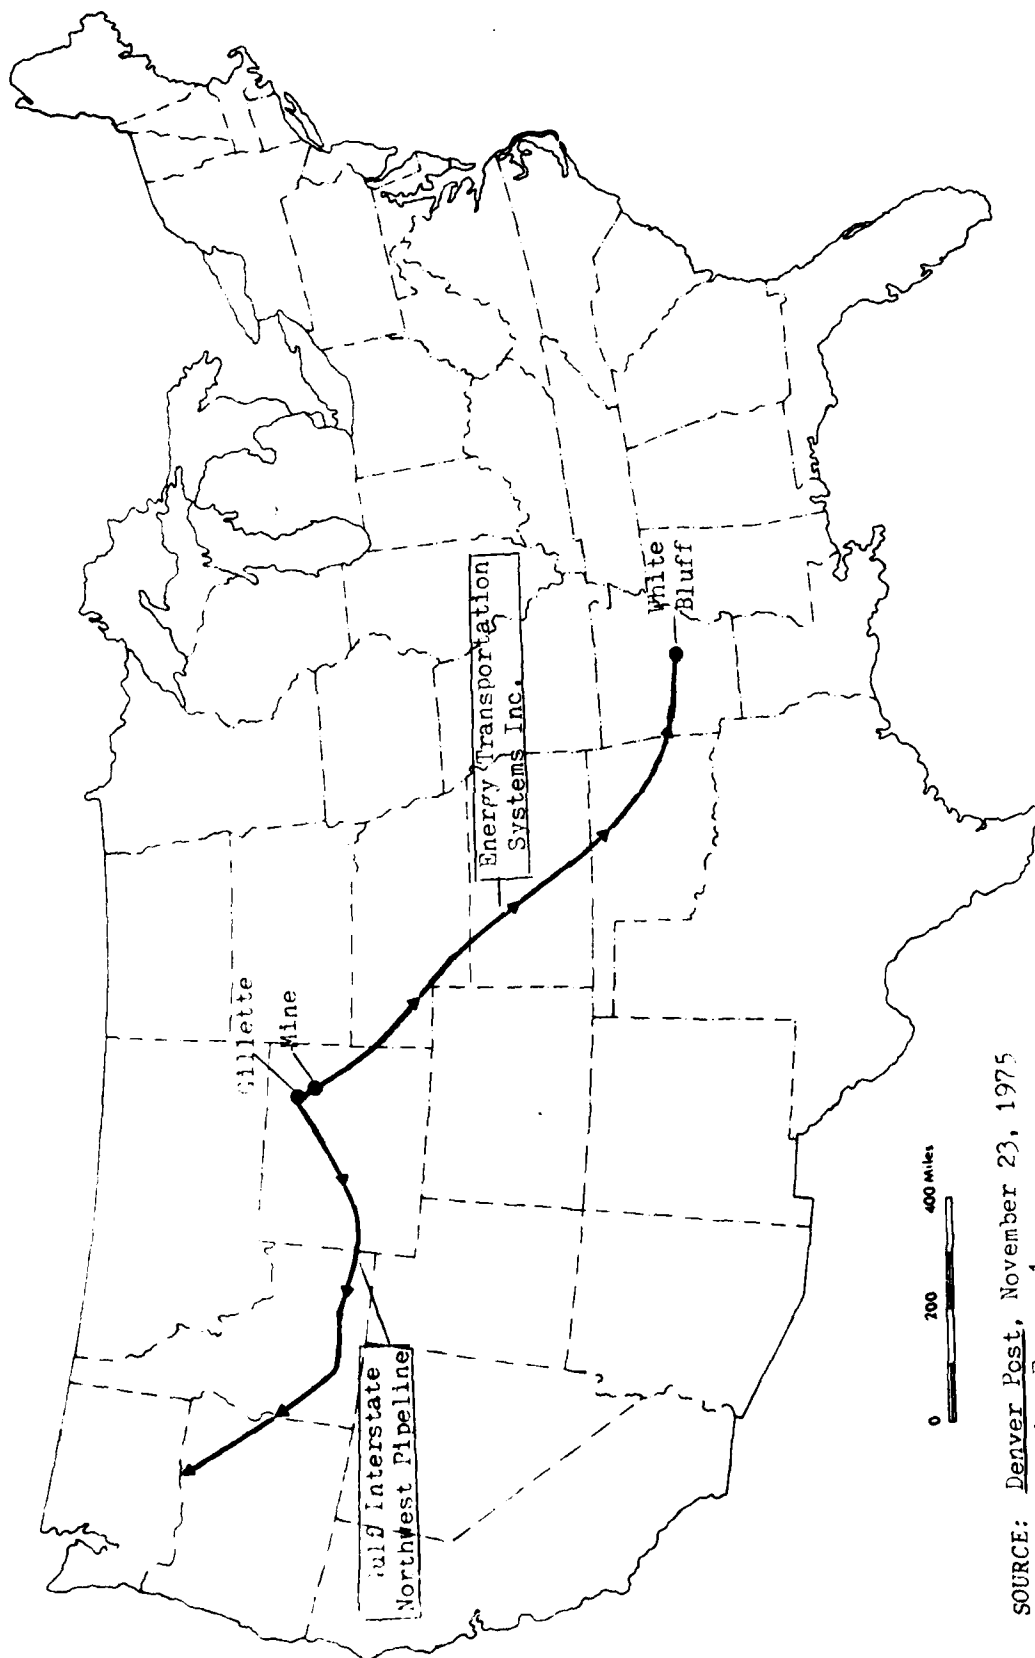 Gillette
Mine
Energy Transportation
Systems Inc.
White
Bluff
Interstate
Northwest Pipeline
0 200 400 Miles
SOURCE: Denver Post, November 23, 1975